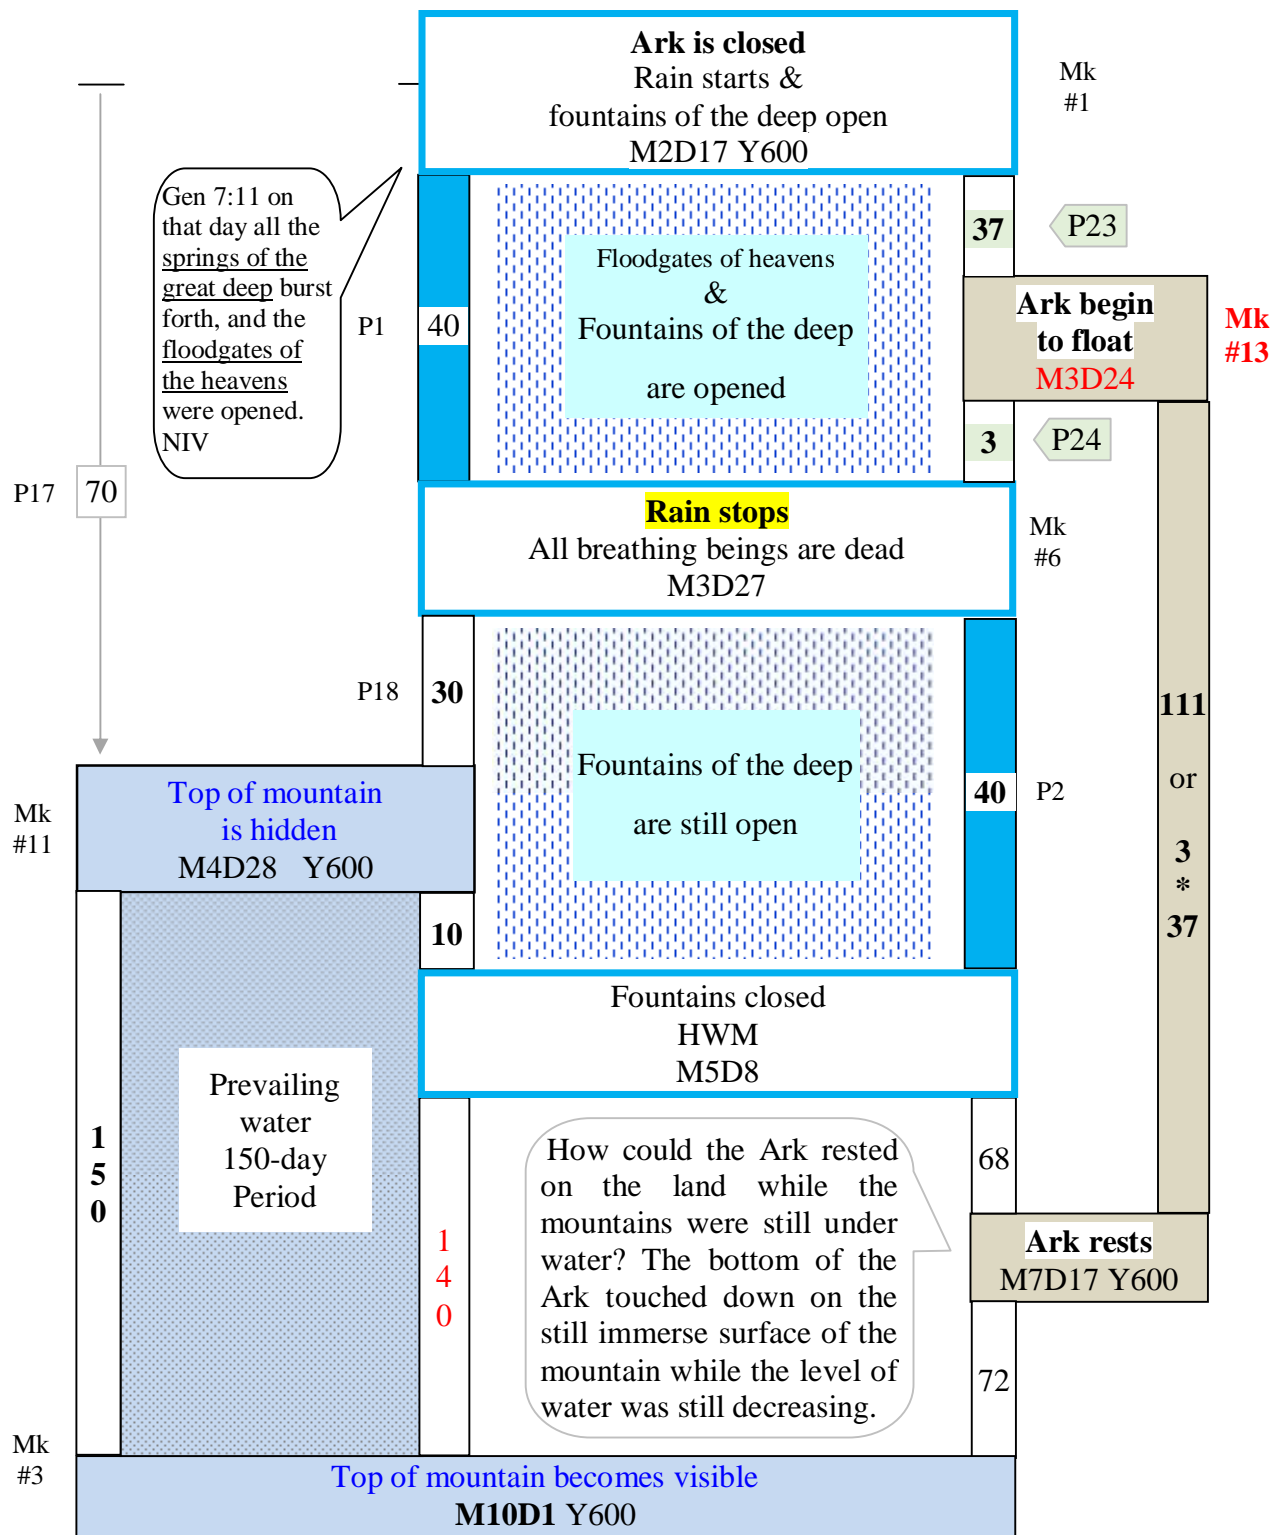 Ark is closed
Rain starts &
fountains of the deep open
M2D17 Y600
Mk
#1
Gen 7:11 on
that day all the
springs of the
great deep burst
forth, and the
floodgates of
the heavens
were opened.
NIV
P1
40
Floodgates of heavens
&
Fountains of the deep
are opened
37
P23
Ark begin
to float
M3D24
Mk
#13
3
P24
P17
70
Rain stops
All breathing beings are dead
M3D27
Mk
#6
P18
30
Fountains of the deep
are still open
40
P2
111
or
3
*
37
Mk
#11
Top of mountain
is hidden
M4D28 Y600
10
Fountains closed
HWM
M5D8
1
5
0
Prevailing
water
150-day
Period
1
4
0
How could the Ark rested
on the land while the
mountains were still under
water? The bottom of the
Ark touched down on the
still immerse surface of the
mountain while the level of
water was still decreasing.
68
Ark rests
M7D17 Y600
72
Mk
#3
Top of mountain becomes visible
M10D1 Y600